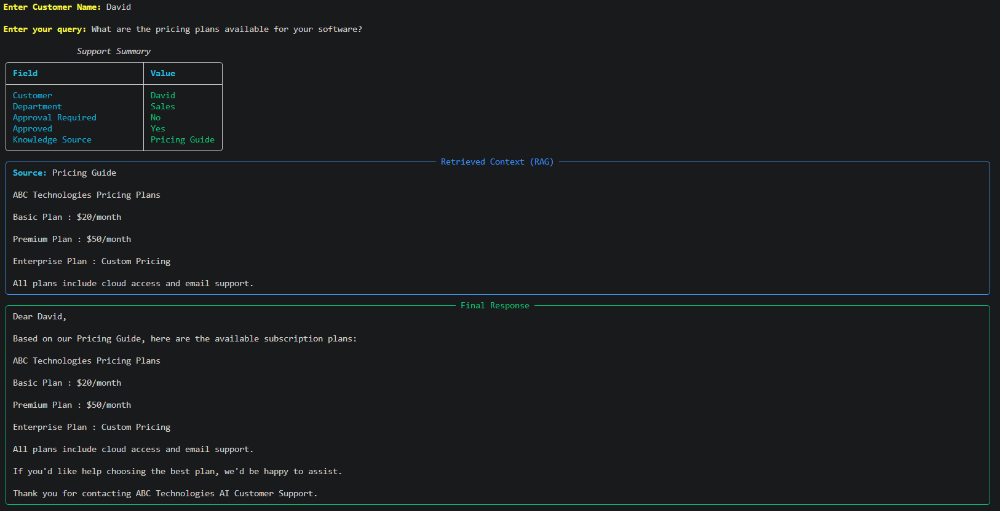 Enter Customer Name: David
Enter your query: What are the pricing plans available for your software?
Support Summary
Field Value
Customer David
Department Sales
Approval Required No
Approved Yes
Knowledge Source Pricing Guide
Retrieved Context (RAG)
Source: Pricing Guide
ABC Technologies Pricing Plans
Basic Plan : $20/month
Premium Plan : $50/month
Enterprise Plan : Custom Pricing
All plans include cloud access and email support.
Final Response
Dear David,
Based on our Pricing Guide, here are the available subscription plans:
ABC Technologies Pricing Plans
Basic Plan : $20/month
Premium Plan : $50/month
Enterprise Plan : Custom Pricing
All plans include cloud access and email support.
If you'd like help choosing the best plan, we'd be happy to assist.
Thank you for contacting ABC Technologies AI Customer Support.